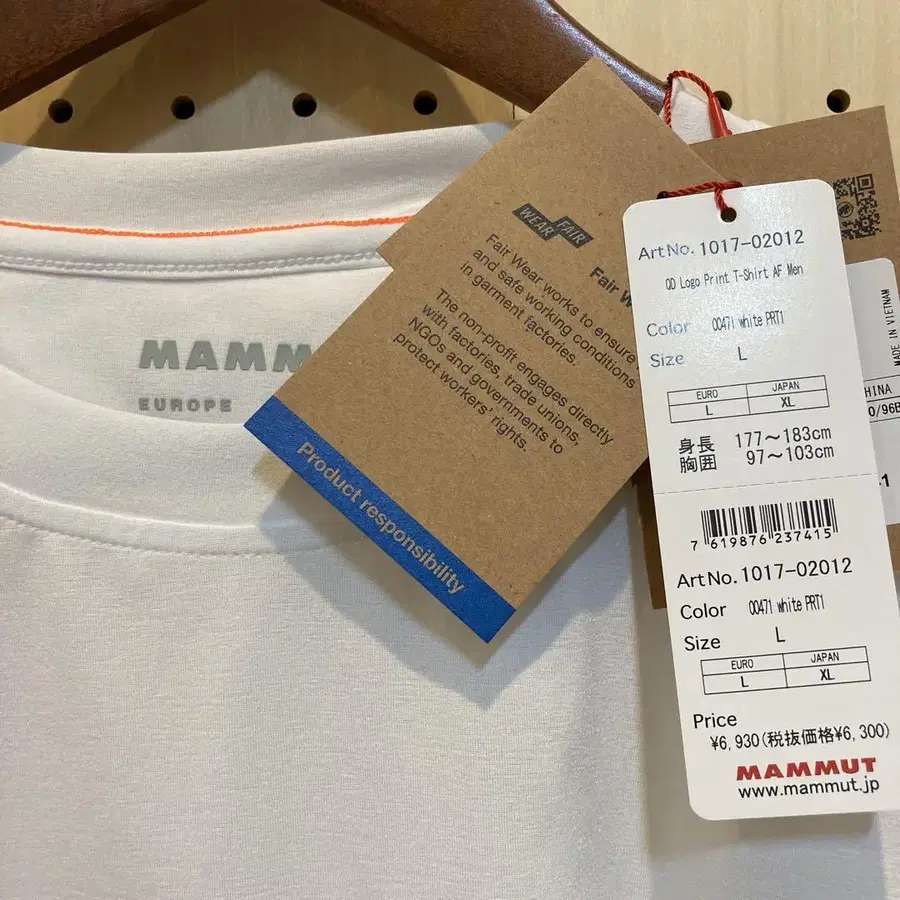 MAMM
EUROPE
WEAR FAIR
Fair W
Fair Wear works to ensure
and safe working conditions
in garment factories.
The non-profit engages directly
with factories, trade unions,
NGOs and governments to
protect workers' rights.
Product responsibility
Art No. 1017-02012
QD Logo Print T-Shirt AF Men
Color 00471 white PRT1
Size L
EURO JAPAN
L XL
身長 177～183cm
胸囲 97～103cm
7 619876 237415
Art No. 1017-02012
Color 00471 white PRT1
Size L
EURO JAPAN
L XL
Price
¥6,930(税抜価格¥6,300)
MAMMUT
www.mammut.jp
MADE IN VIETNAM
HINA
0/96B